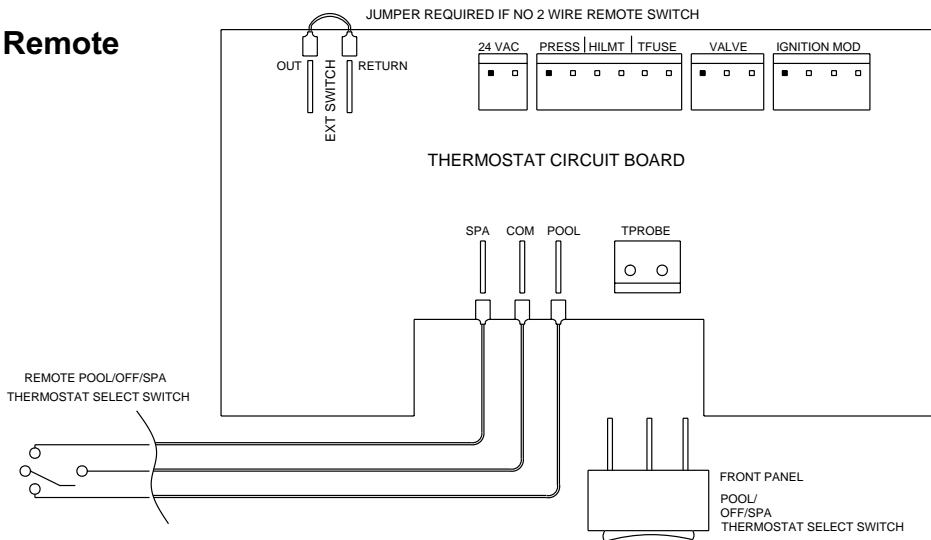 JUMPER REQUIRED IF NO 2 WIRE REMOTE SWITCH
Remote
OUT
EXT SWITCH
RETURN
24 VAC
PRESS HILMT TFUSE
VALVE
IGNITION MOD
THERMOSTAT CIRCUIT BOARD
SPA
COM
POOL
TPROBE
REMOTE POOL/OFF/SPA
THERMOSTAT SELECT SWITCH
FRONT PANEL
POOL/
OFF/SPA
THERMOSTAT SELECT SWITCH